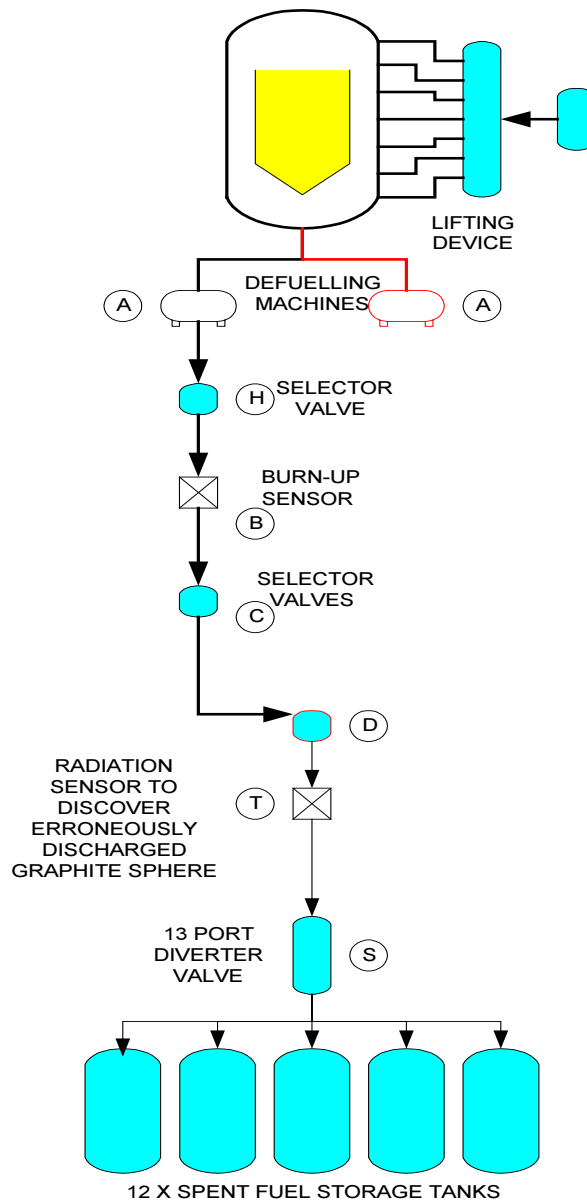 LIFTING
DEVICE
DEFUELLING
MACHINES
A
A
H
SELECTOR
VALVE
BURN-UP
SENSOR
B
SELECTOR
VALVES
C
D
RADIATION
SENSOR TO
DISCOVER
ERRONEOUSLY
DISCHARGED
GRAPHITE SPHERE
T
13 PORT
DIVERTER
VALVE
S
12 X SPENT FUEL STORAGE TANKS